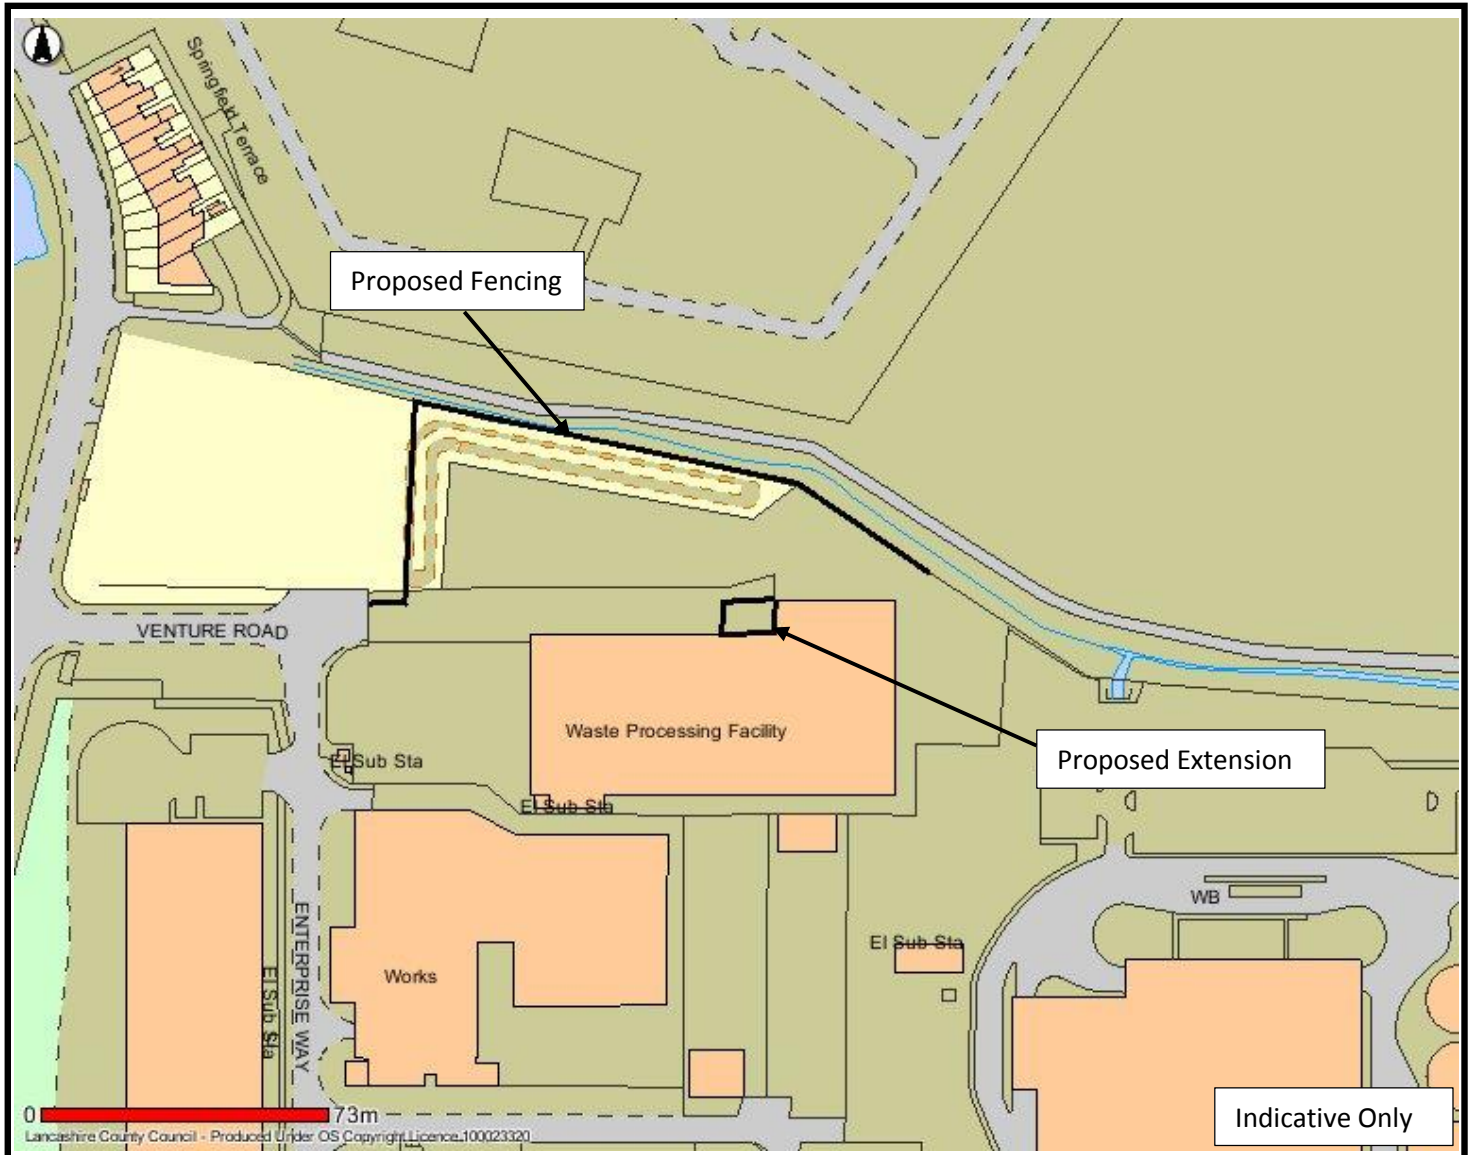 Springfield Terrace
Proposed Fencing
VENTURE ROAD
Waste Processing Facility
El Sub Sta
Proposed Extension
El Sub Sta
WB
ENTERPRISE WAY
El Sub Sta
Works
El Sub Sta
0 73m
Indicative Only
Lancashire County Council - Produced Under OS Copyright Licence 100023320